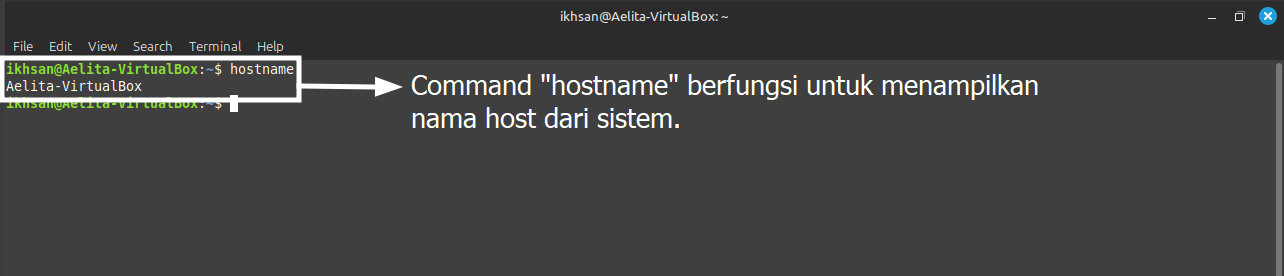 ikhsan@Aelita-VirtualBox: ~
File Edit View Search Terminal Help
ikhsan@Aelita-VirtualBox:~$ hostname
Aelita-VirtualBox
ikhsan@Aelita-VirtualBox:~$
Command "hostname" berfungsi untuk menampilkan
nama host dari sistem.